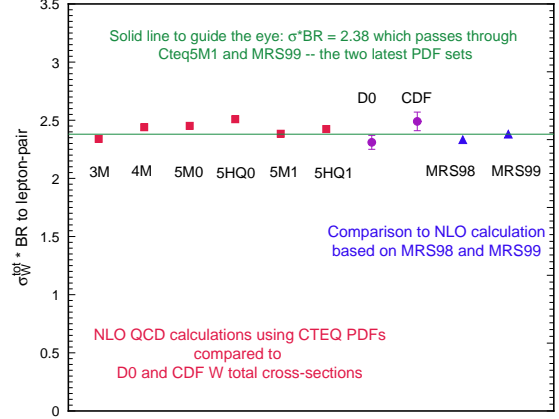 3.5
3
2.5
2
1.5
1
0.5
0
σ_W^tot * BR to lepton-pair
Solid line to guide the eye: σ*BR = 2.38 which passes through
Cteq5M1 and MRS99 -- the two latest PDF sets
D0 CDF
3M 4M 5M0 5HQ0 5M1 5HQ1 MRS98 MRS99
Comparison to NLO calculation
based on MRS98 and MRS99
NLO QCD calculations using CTEQ PDFs
compared to
D0 and CDF W total cross-sections